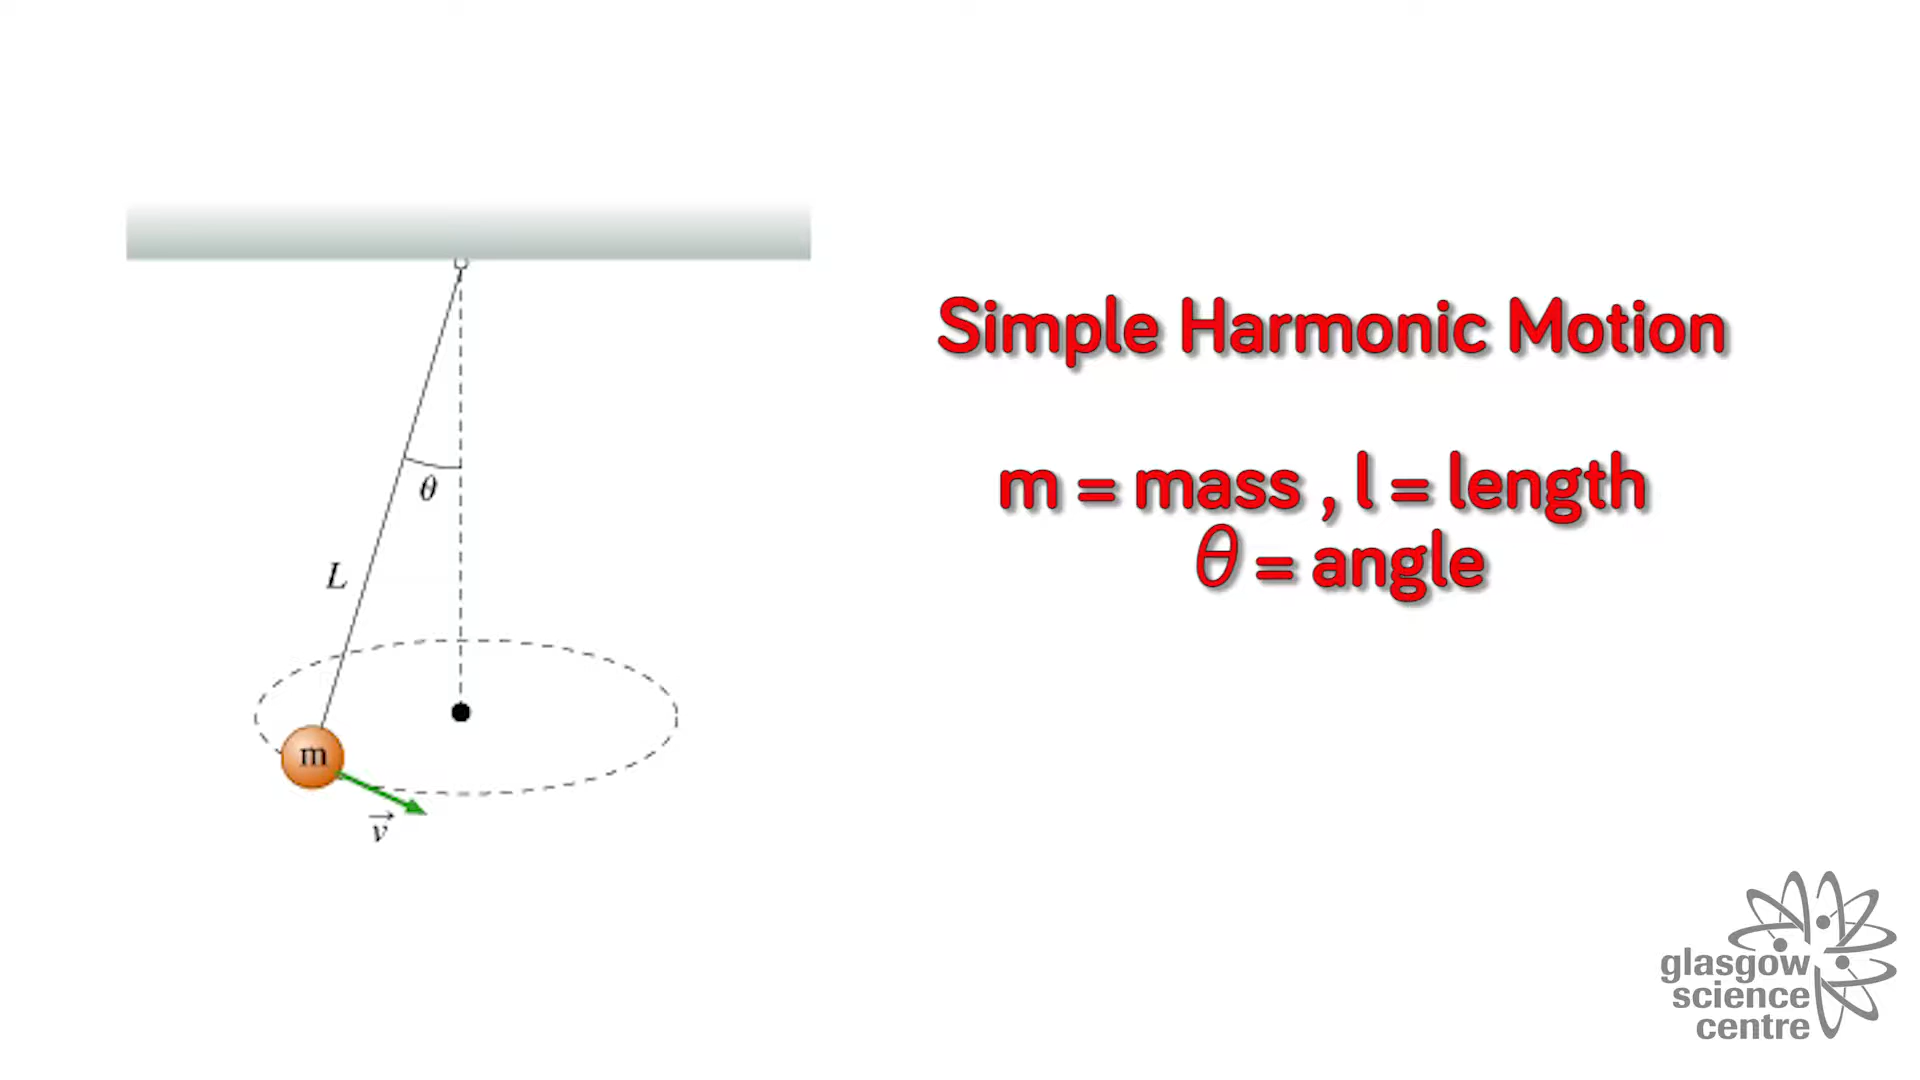 Simple Harmonic Motion
m = mass , l = length
θ = angle
θ
L
m
v⃗
glasgow
science
centre